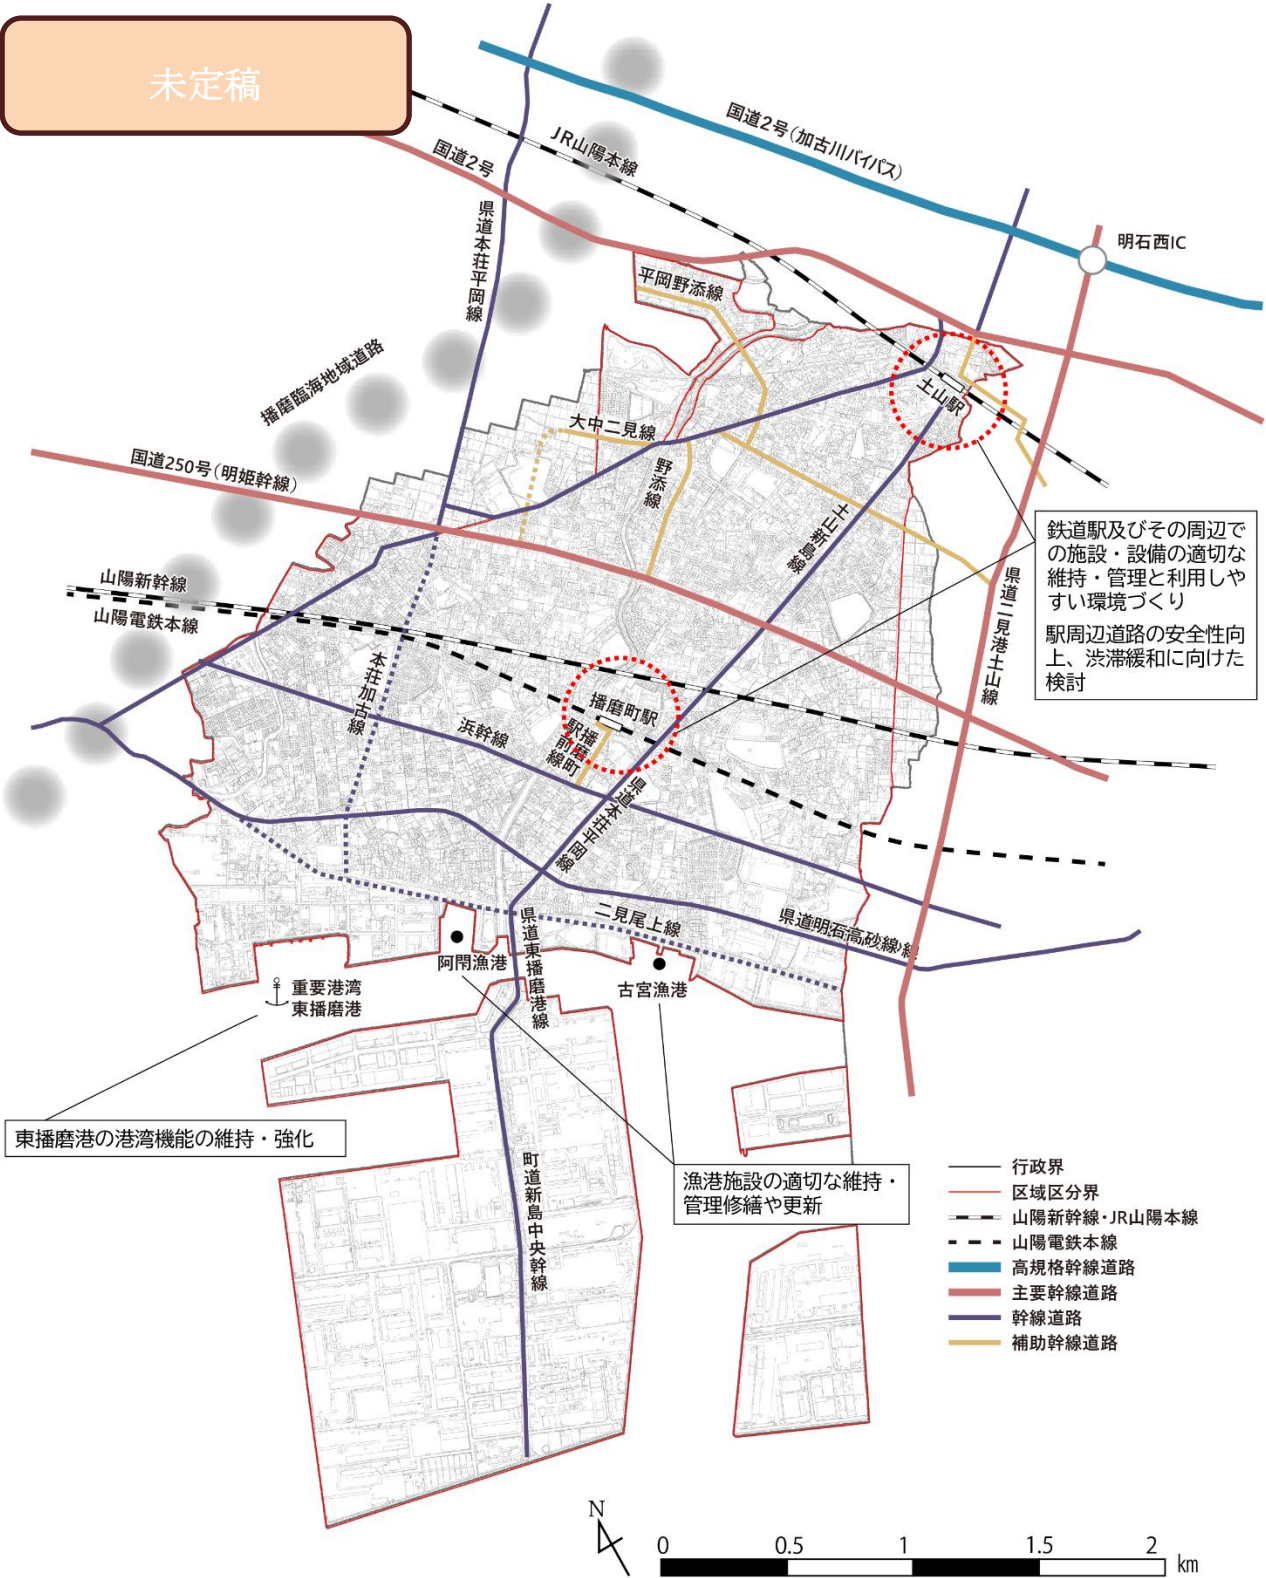 未定稿
国道2号(加古川バイパス)
JR山陽本線
国道2号
県道本荘平岡線
明石西IC
平岡野添線
播磨臨海地域道路
土山駅
大中二見線
国道250号(明姫幹線)
野添線
土山新島線
鉄道駅及びその周辺で
の施設・設備の適切な
維持・管理と利用しや
すい環境づくり
駅周辺道路の安全性向
上、渋滞緩和に向けた
検討
山陽新幹線
山陽電鉄本線
県道二見港土山線
本荘加古線
播磨町駅
浜幹線
播磨町
駅前線
県道本荘平岡線
二見尾上線
県道明石高砂線
線
県道東播磨港線
阿閇漁港
古宮漁港
重要港湾
東播磨港
東播磨港の港湾機能の維持・強化
町道新島中央幹線
漁港施設の適切な維持・
管理修繕や更新
行政界
区域区分界
山陽新幹線・JR山陽本線
山陽電鉄本線
高規格幹線道路
主要幹線道路
幹線道路
補助幹線道路
N
0 0.5 1 1.5 2 km